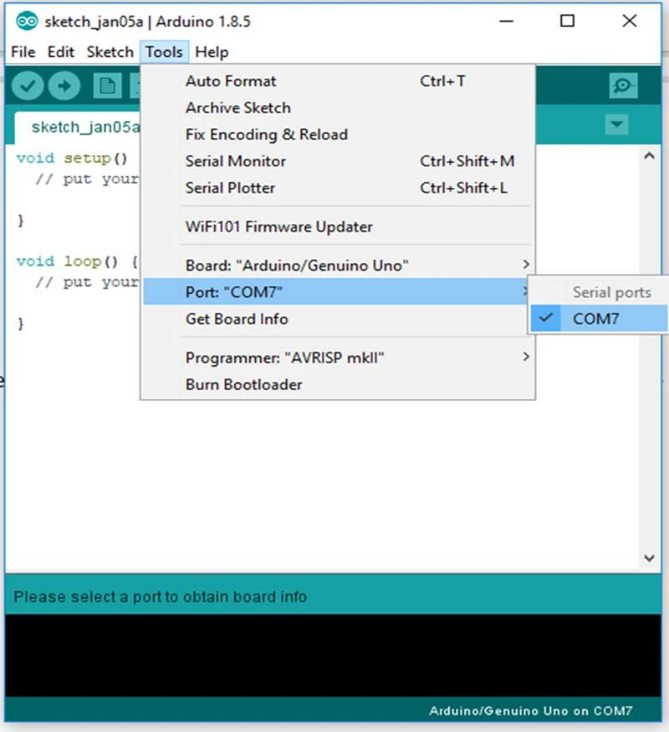 sketch_jan05a | Arduino 1.8.5
File Edit Sketch Tools Help
Auto Format Ctrl+T
Archive Sketch
sketch_jan05a
Fix Encoding & Reload
void setup()
Serial Monitor Ctrl+Shift+M
// put your
Serial Plotter Ctrl+Shift+L
}
WiFi101 Firmware Updater
void loop() {
Board: "Arduino/Genuino Uno"
// put your
Port: "COM7"
Serial ports
}
Get Board Info
COM7
Programmer: "AVRISP mkII"
Burn Bootloader
Please select a port to obtain board info
Arduino/Genuino Uno on COM7